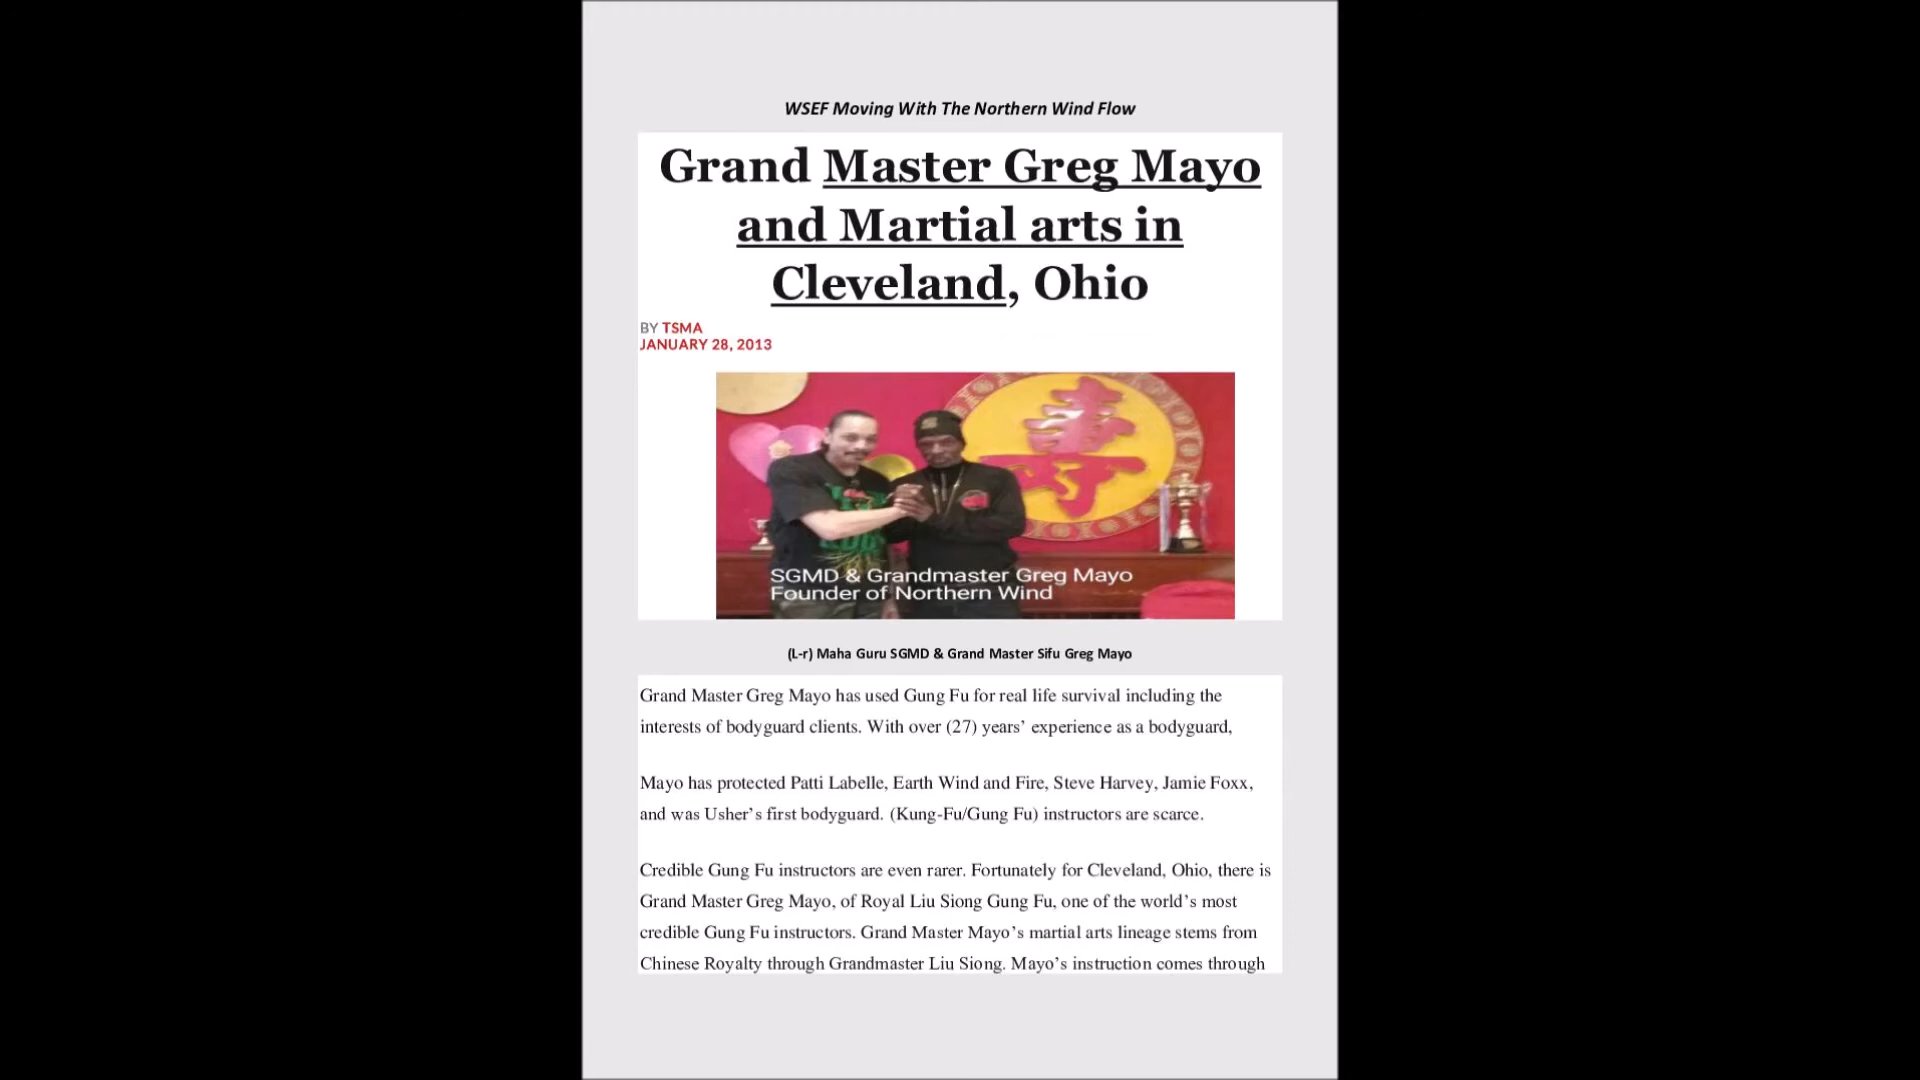 WSEF Moving With The Northern Wind Flow
Grand Master Greg Mayo
and Martial arts in
Cleveland, Ohio
BY TSMA
JANUARY 28, 2013
壽
SGMD & Grandmaster Greg Mayo
Founder of Northern Wind
(L-r) Maha Guru SGMD & Grand Master Sifu Greg Mayo
Grand Master Greg Mayo has used Gung Fu for real life survival including the
interests of bodyguard clients. With over (27) years’ experience as a bodyguard,
Mayo has protected Patti Labelle, Earth Wind and Fire, Steve Harvey, Jamie Foxx,
and was Usher’s first bodyguard. (Kung-Fu/Gung Fu) instructors are scarce.
Credible Gung Fu instructors are even rarer. Fortunately for Cleveland, Ohio, there is
Grand Master Greg Mayo, of Royal Liu Siong Gung Fu, one of the world’s most
credible Gung Fu instructors. Grand Master Mayo’s martial arts lineage stems from
Chinese Royalty through Grandmaster Liu Siong. Mayo’s instruction comes through